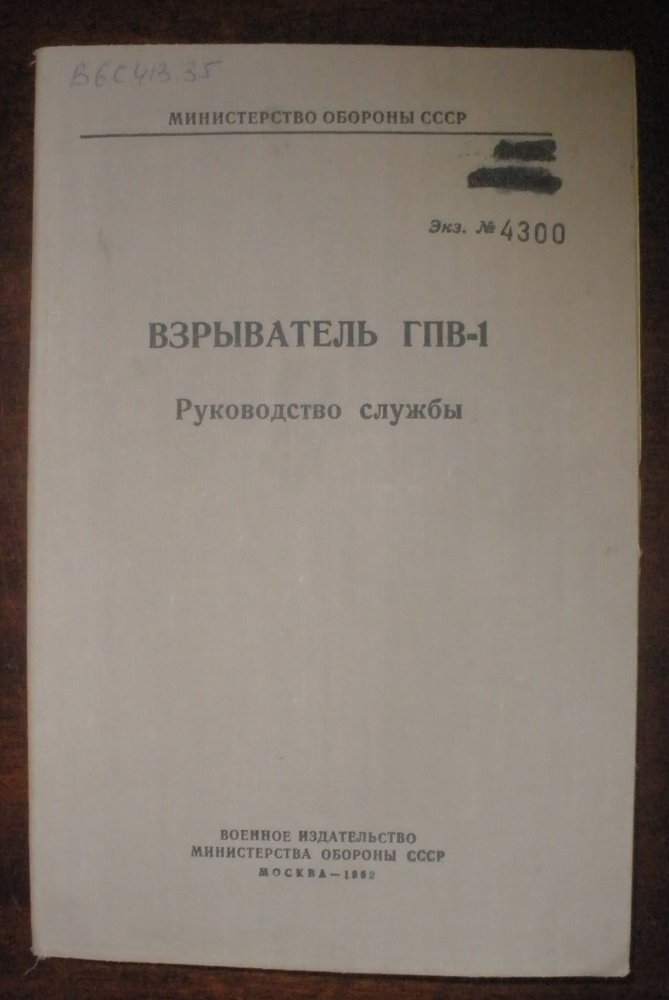 В6С413.35
МИНИСТЕРСТВО ОБОРОНЫ СССР
Экз. № 4300
ВЗРЫВАТЕЛЬ ГПВ-1
Руководство службы
ВОЕННОЕ ИЗДАТЕЛЬСТВО
МИНИСТЕРСТВА ОБОРОНЫ СССР
МОСКВА—1962